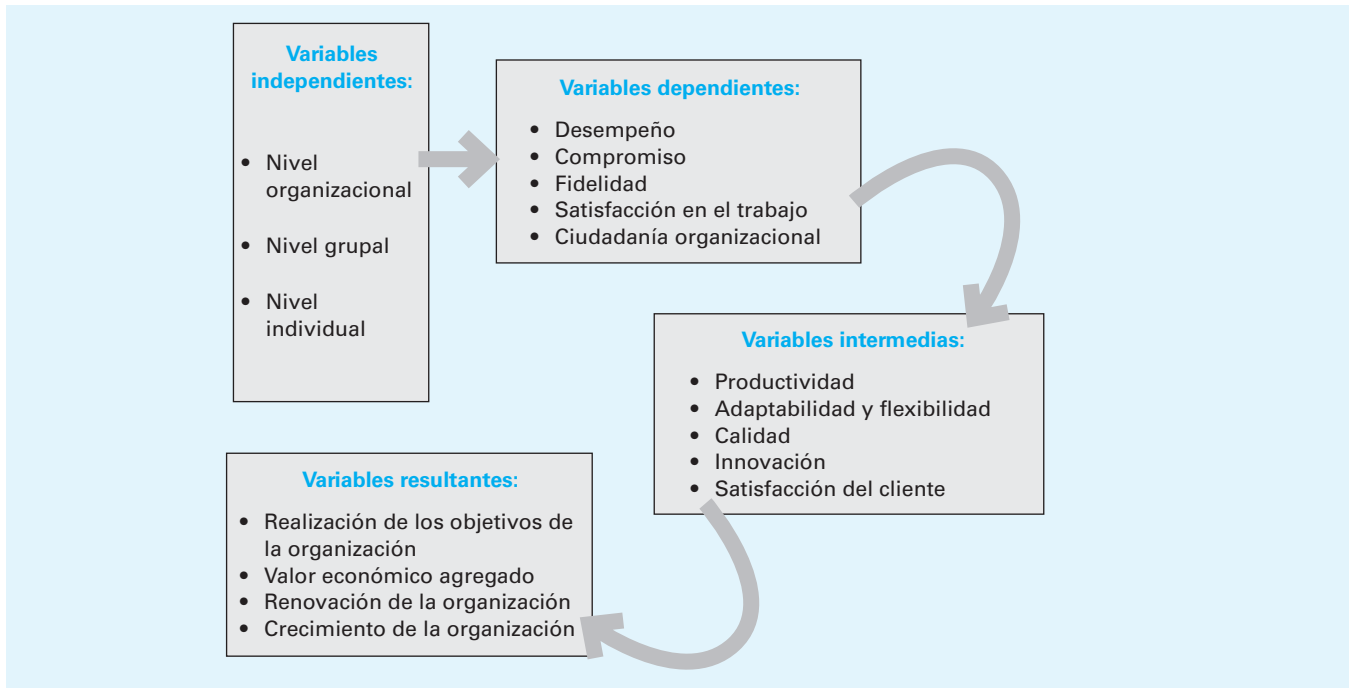 Variables
independientes:
• Nivel
organizacional
• Nivel grupal
• Nivel
individual
Variables dependientes:
• Desempeño
• Compromiso
• Fidelidad
• Satisfacción en el trabajo
• Ciudadanía organizacional
Variables intermedias:
• Productividad
• Adaptabilidad y flexibilidad
• Calidad
• Innovación
• Satisfacción del cliente
Variables resultantes:
• Realización de los objetivos de
la organización
• Valor económico agregado
• Renovación de la organización
• Crecimiento de la organización